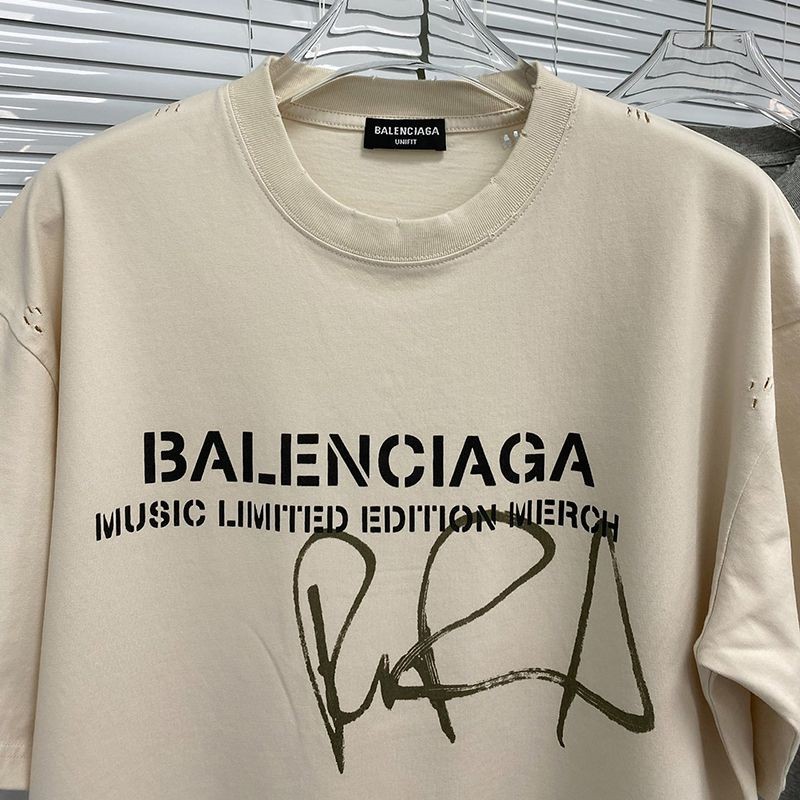 BALENCIAGA
UNIFIT
BALENCIAGA
MUSIC LIMITED EDITION MERCH